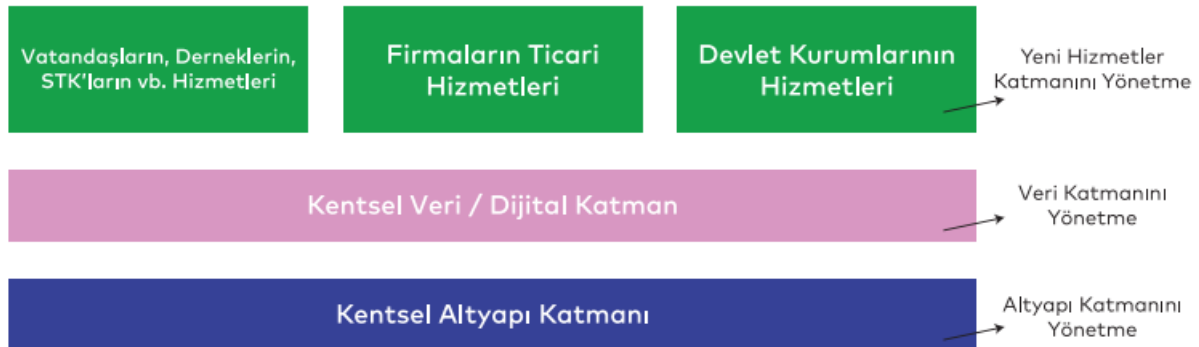 Vatandaşların, Derneklerin,
STK'ların vb. Hizmetleri
Firmaların Ticari
Hizmetleri
Devlet Kurumlarının
Hizmetleri
Yeni Hizmetler
Katmanını Yönetme
Kentsel Veri / Dijital Katman
Veri Katmanını
Yönetme
Kentsel Altyapı Katmanı
Altyapı Katmanını
Yönetme